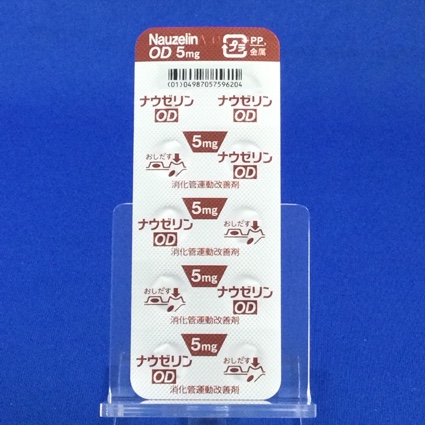 Nauzelin
OD 5mg
プラ PP
金属
(01)04987057596204
ナウゼリン ナウゼリン
OD OD
5mg
おしだす ナウゼリン
OD
消化管運動改善剤
5mg
ナウゼリン おしだす
OD
消化管運動改善剤
5mg
おしだす ナウゼリン
OD
消化管運動改善剤
5mg
ナウゼリン おしだす
OD
消化管運動改善剤